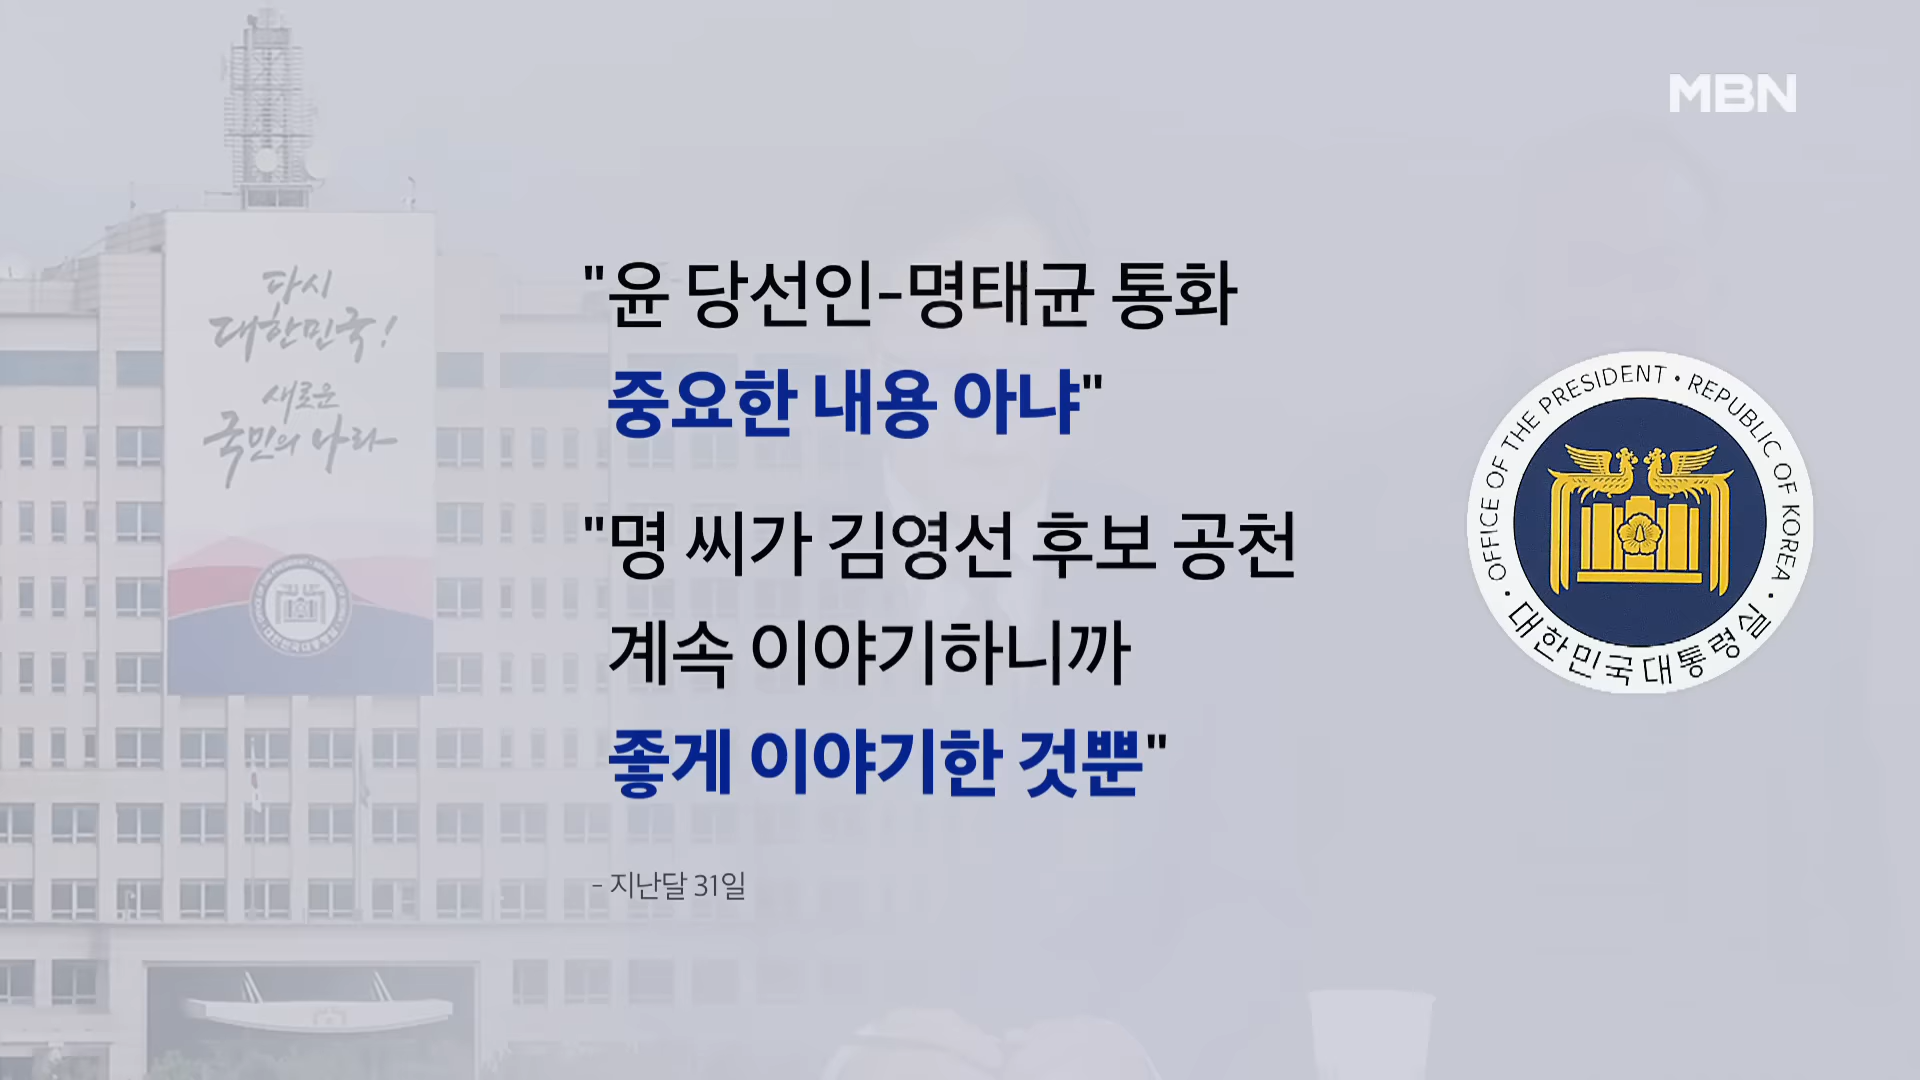 MBN
다시
대한민국!
새로운
국민의 나라
"윤 당선인-명태균 통화
중요한 내용 아냐"
"명 씨가 김영선 후보 공천
계속 이야기하니까
좋게 이야기한 것뿐"
- 지난달 31일
• OFFICE OF THE PRESIDENT • REPUBLIC OF KOREA •
대한민국 대통령실